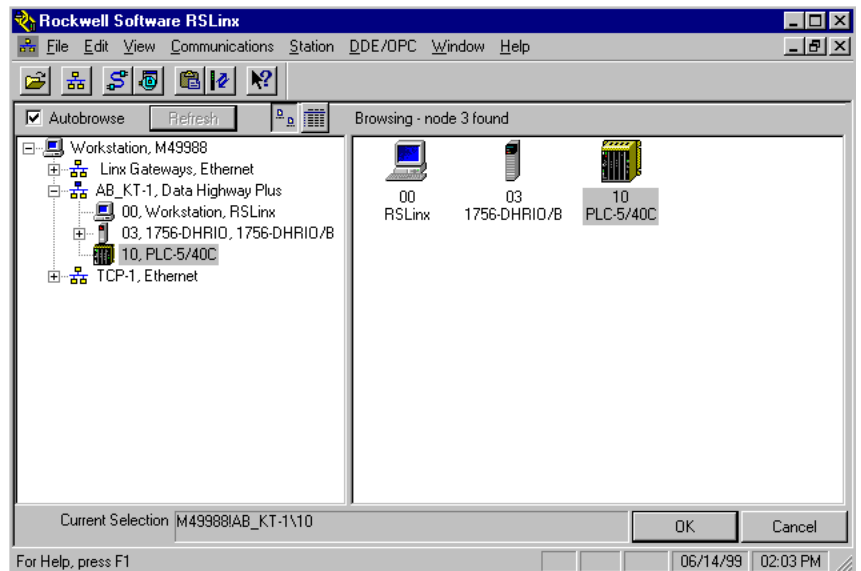 Rockwell Software RSLinx
File Edit View Communications Station DDE/OPC Window Help
Autobrowse Refresh Browsing - node 3 found
Workstation, M49988
Linx Gateways, Ethernet
AB_KT-1, Data Highway Plus
00, Workstation, RSLinx
03, 1756-DHRIO, 1756-DHRIO/B
10, PLC-5/40C
TCP-1, Ethernet
00
RSLinx
03
1756-DHRIO/B
10
PLC-5/40C
Current Selection M49988IAB_KT-1\10 OK Cancel
For Help, press F1 06/14/99 02:03 PM